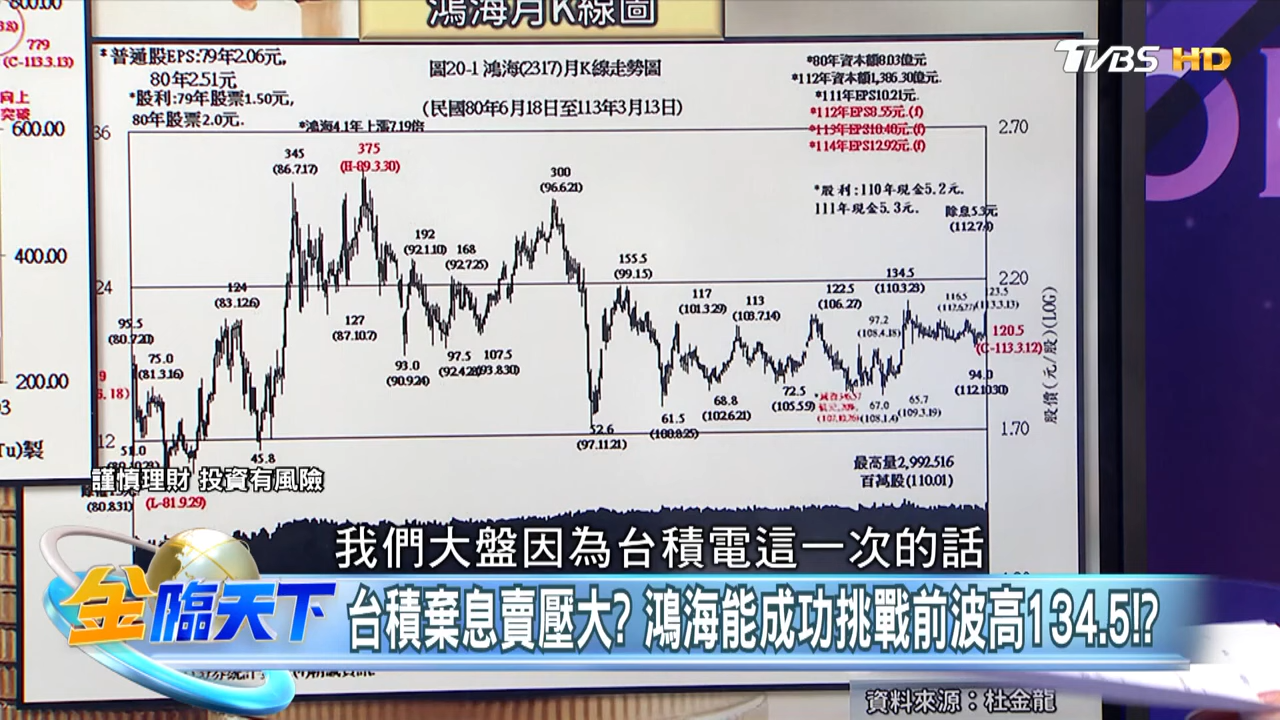 鴻海月K線圖
TVBS HD
800.00
779
(C-113.3.13)
向上
突破
600.00
400.00
200.00
*普通股EPS:79年2.06元,
80年2.51元
*股利:79年股票1.50元,
80年股票2.0元.
圖20-1 鴻海(2317)月K線走勢圖
(民國80年6月18日至113年3月13日)
*鴻海4.1年上漲7.19倍
*80年資本額8.03億元
*112年資本額1,386.30億元.
*111年EPS10.21元.
*112年EPS8.55元.(f)
*113年EPS10.40元.(f)
*114年EPS12.92元.(f)
*股利:110年現金5.2元.
111年現金5.3元.
除息5.3元
36
24
12
2.70
2.20
1.70
股價(元/股)(LOG)
95.5
(80.7.20)
75.0
(81.3.16)
124
(83.12.6)
345
(86.7.17)
375
(H-89.3.30)
127
(87.10.7)
192
(92.1.10)
168
(92.7.25)
300
(96.6.21)
155.5
(99.1.5)
117
(101.3.29)
113
(103.7.14)
122.5
(106.2.7)
97.2
(108.4.18)
134.5
(110.3.23)
116.5
123.5
(113.3.13)
120.5
(C-113.3.12)
94.0
(112.10.30)
93.0
(90.9.24)
97.5
(92.4.28)
107.5
(93.8.30)
52.6
(97.11.21)
61.5
(100.8.25)
68.8
(102.6.21)
72.5
(105.5.9)
67.0
(108.1.4)
65.7
(109.3.19)
51.0
45.8
(80.8.31)
(L-81.9.29)
最高量2,992.516
百萬股(110.01)
謹慎理財 投資有風險
我們大盤因為台積電這一次的話
金臨天下
台積棄息賣壓大? 鴻海能成功挑戰前波高134.5!?
資料來源：杜金龍